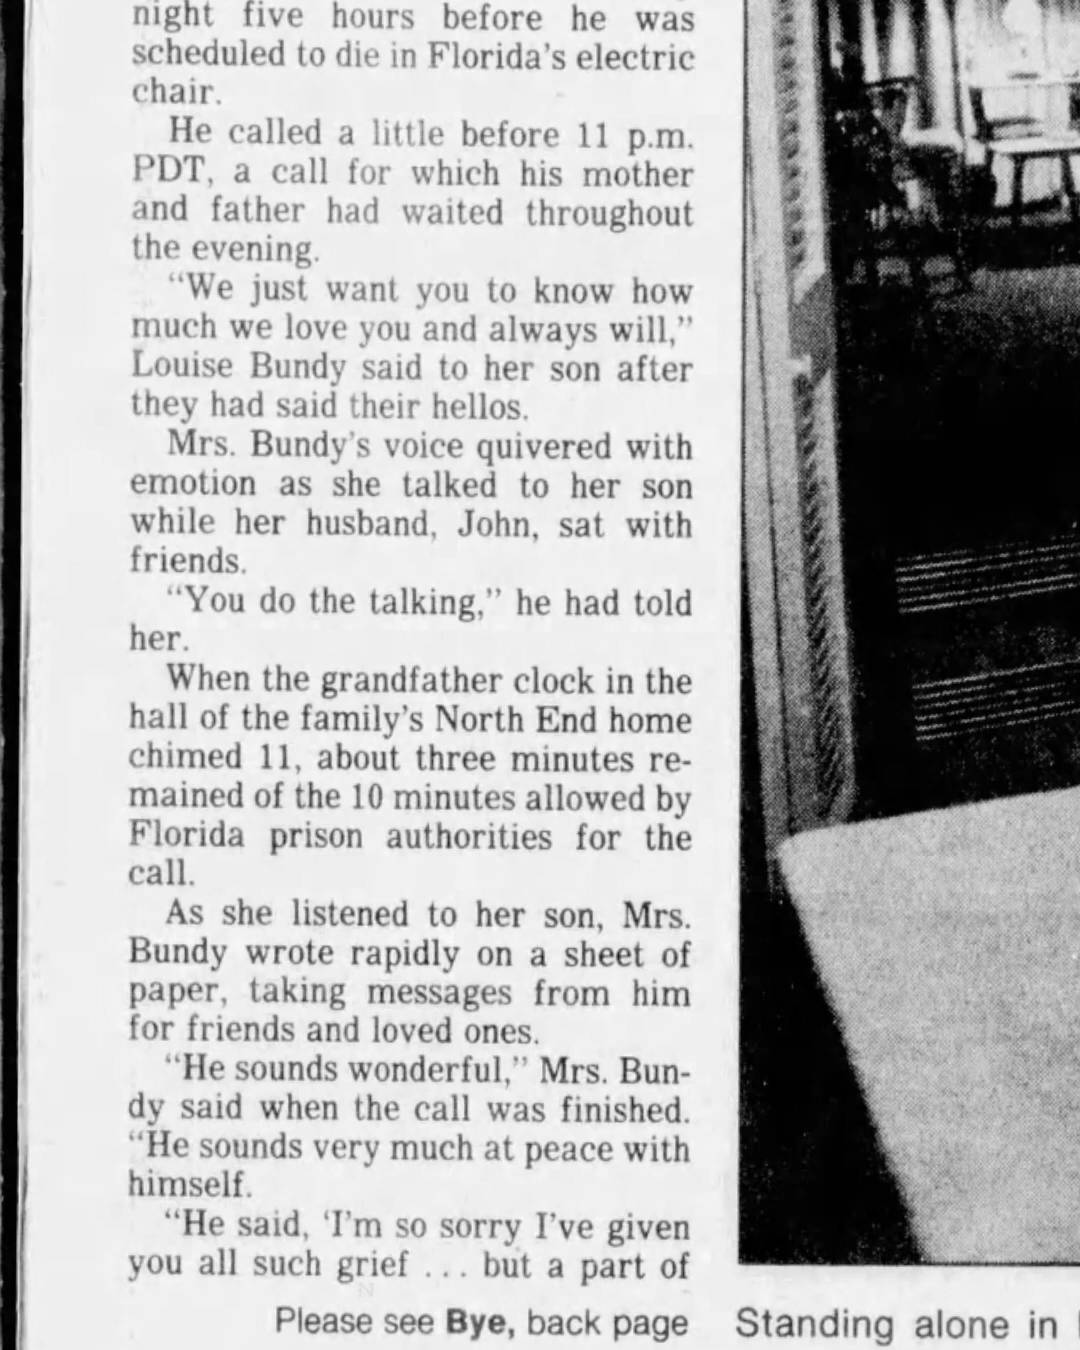 night five hours before he was
scheduled to die in Florida's electric
chair.
He called a little before 11 p.m.
PDT, a call for which his mother
and father had waited throughout
the evening.
“We just want you to know how
much we love you and always will,”
Louise Bundy said to her son after
they had said their hellos.
Mrs. Bundy's voice quivered with
emotion as she talked to her son
while her husband, John, sat with
friends.
“You do the talking,” he had told
her.
When the grandfather clock in the
hall of the family's North End home
chimed 11, about three minutes re-
mained of the 10 minutes allowed by
Florida prison authorities for the
call.
As she listened to her son, Mrs.
Bundy wrote rapidly on a sheet of
paper, taking messages from him
for friends and loved ones.
“He sounds wonderful,” Mrs. Bun-
dy said when the call was finished.
“He sounds very much at peace with
himself.
“He said, ‘I'm so sorry I've given
you all such grief ... but a part of
Please see Bye, back page
Standing alone in